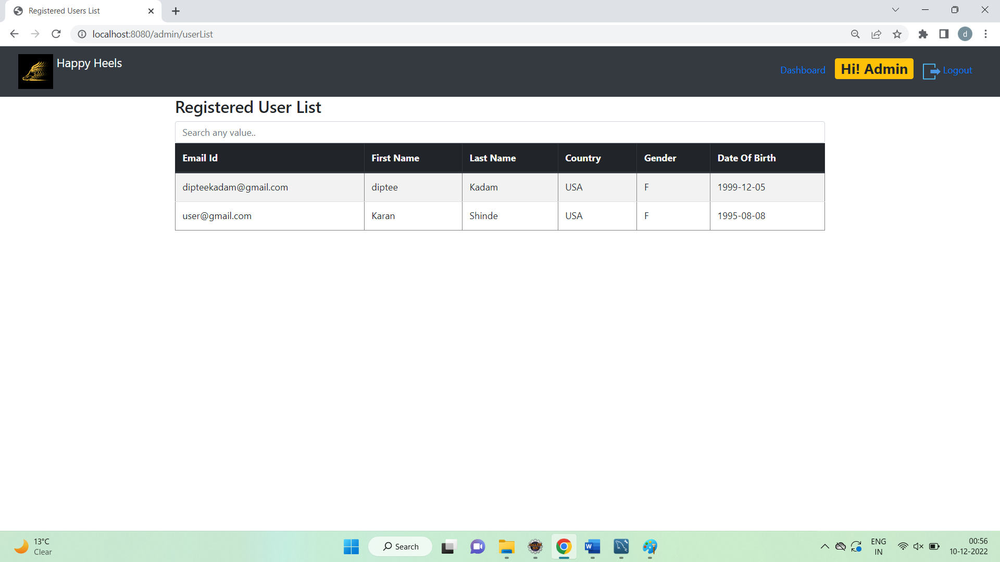 Registered Users List
localhost:8080/admin/userList
d
Happy Heels
Dashboard
Hi! Admin
Logout
Registered User List
Search any value..
Email Id First Name Last Name Country Gender Date Of Birth
dipteekadam@gmail.com diptee Kadam USA F 1999-12-05
user@gmail.com Karan Shinde USA F 1995-08-08
13°C
Clear
Search
W
ENG
IN
00:56
10-12-2022